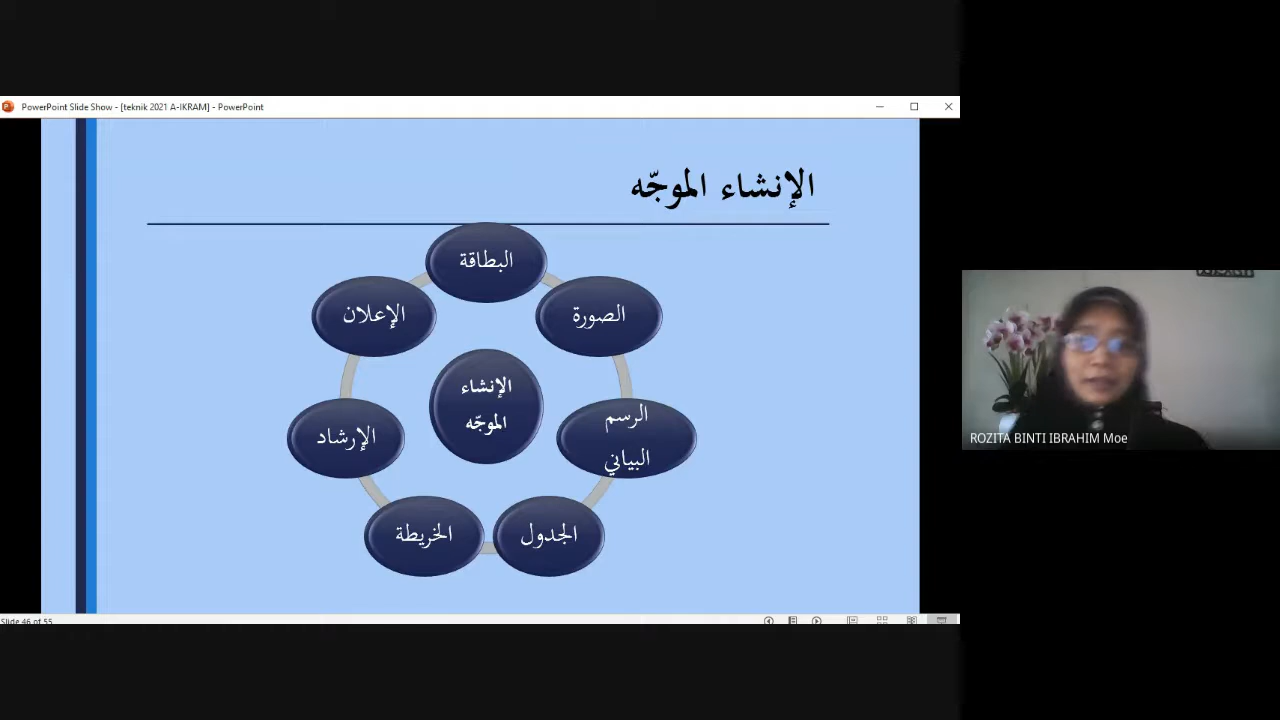 PowerPoint Slide Show - [teknik 2021 A-IKRAM] - PowerPoint
الإنشاء الموجّه
البطاقة
الصورة
الإعلان
الإنشاء
الموجّه
الرسم
البياني
الإرشاد
الجدول
الخريطة
ROZITA BINTI IBRAHIM Moe
Slide 46 of 55